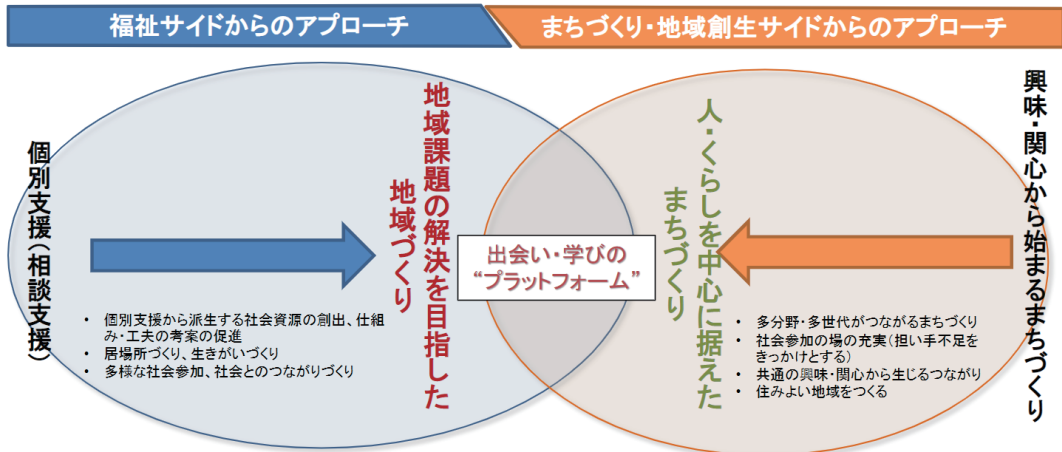 福祉サイドからのアプローチ
まちづくり・地域創生サイドからのアプローチ
個別支援（相談支援）
地域課題の解決を目指した
地域づくり
出会い・学びの
“プラットフォーム”
人・くらしを中心に据えた
まちづくり
興味・関心から始まるまちづくり
• 個別支援から派生する社会資源の創出、仕組
み・工夫の考案の促進
• 居場所づくり、生きがいづくり
• 多様な社会参加、社会とのつながりづくり
• 多分野・多世代がつながるまちづくり
• 社会参加の場の充実（担い手不足を
きっかけとする）
• 共通の興味・関心から生じるつながり
• 住みよい地域をつくる